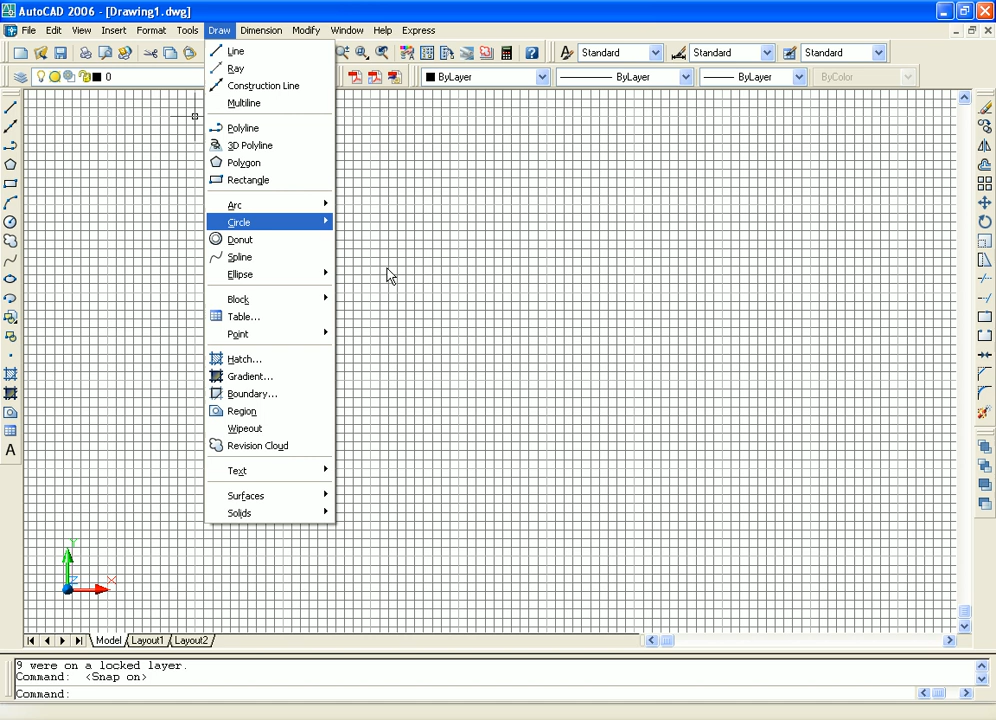 AutoCAD 2006 - [Drawing1.dwg]
File Edit View Insert Format Tools Draw Dimension Modify Window Help Express
Standard Standard Standard
0 ByLayer ByLayer ByLayer ByColor
Line
Ray
Construction Line
Multiline
Polyline
3D Polyline
Polygon
Rectangle
Arc
Circle
Donut
Spline
Ellipse
Block
Table...
Point
Hatch...
Gradient...
Boundary...
Region
Wipeout
Revision Cloud
Text
Surfaces
Solids
A
Y
Z X
Model Layout1 Layout2
9 were on a locked layer.
Command: <Snap on>
Command: